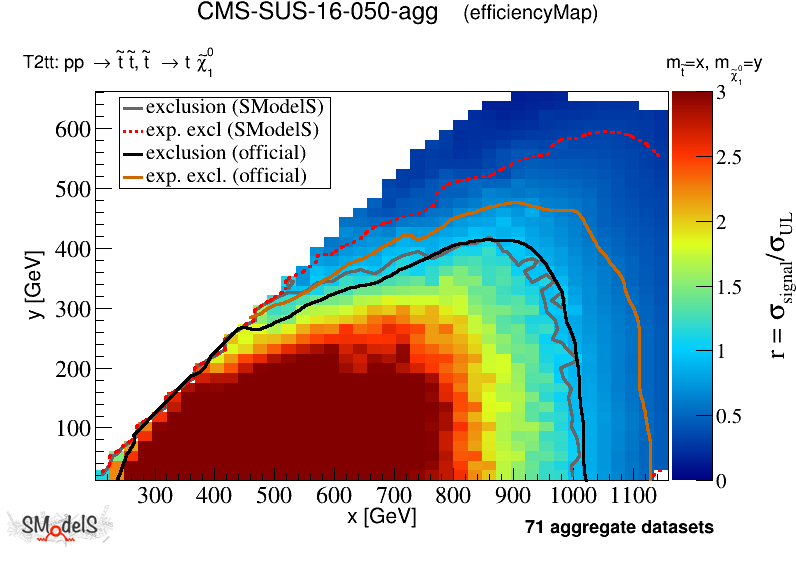 CMS-SUS-16-050-agg (efficiencyMap)
T2tt: pp → t̃ t̃, t̃ → t χ̃⁰₁
m_t̃=x, m_χ̃⁰₁=y
exclusion (SModelS)
exp. excl (SModelS)
exclusion (official)
exp. excl. (official)
y [GeV]
600
500
400
300
200
100
300 400 500 600 700 800 900 1000 1100
x [GeV]
3
2.5
2
1.5
1
0.5
0
r = σ_signal/σ_UL
SModelS
71 aggregate datasets